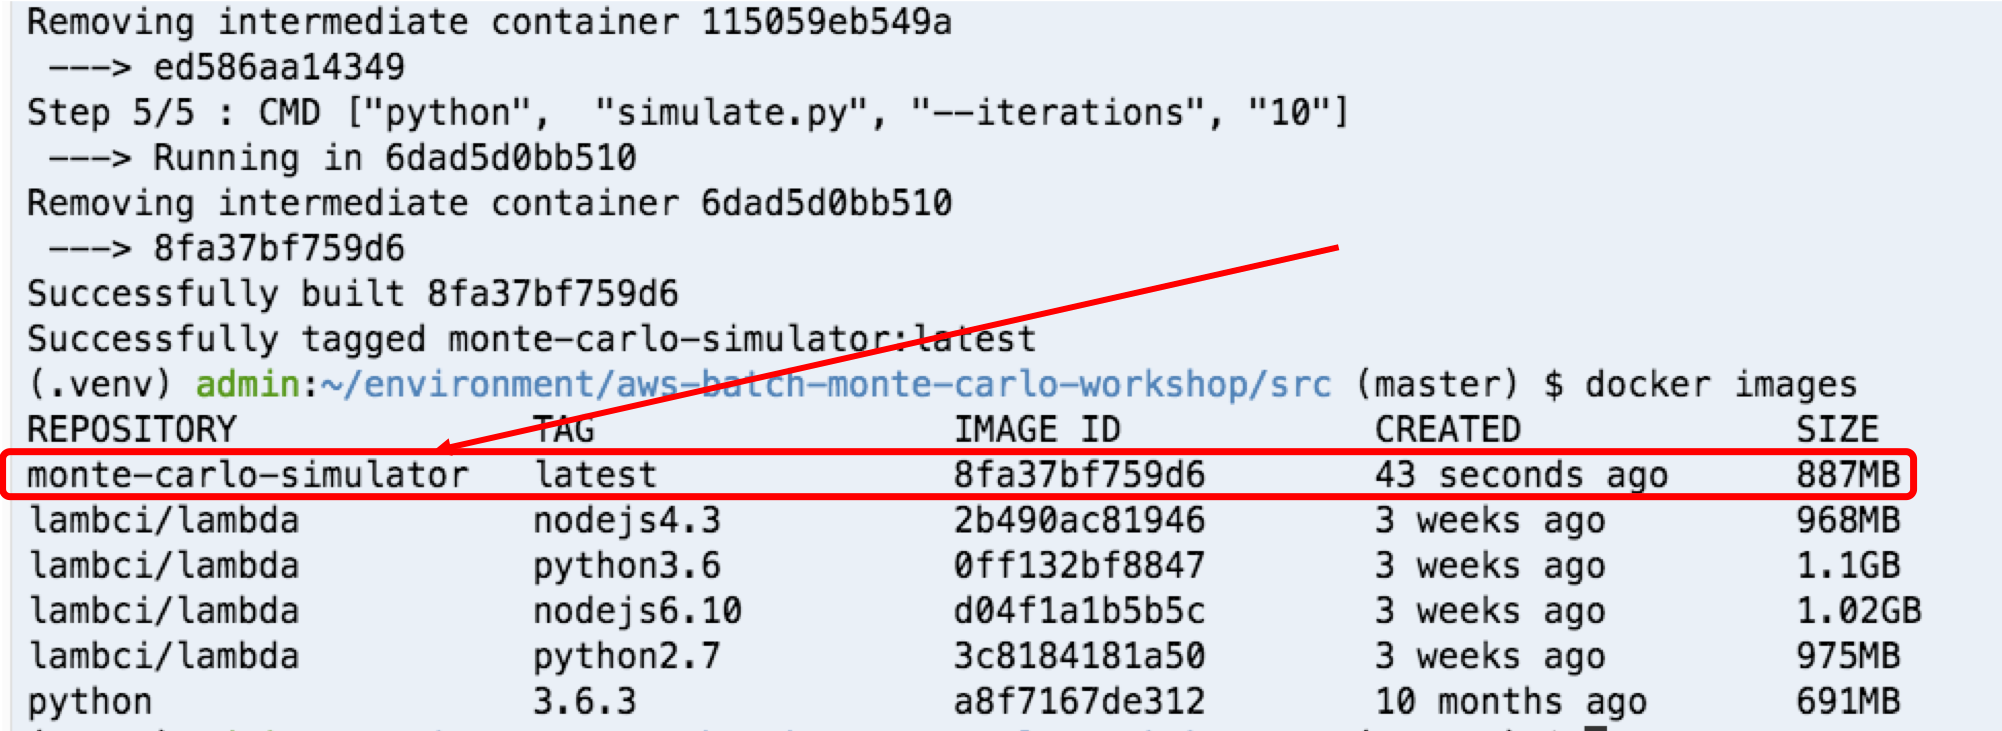 Removing intermediate container 115059eb549a
 ---> ed586aa14349
Step 5/5 : CMD ["python",  "simulate.py", "--iterations", "10"]
 ---> Running in 6dad5d0bb510
Removing intermediate container 6dad5d0bb510
 ---> 8fa37bf759d6
Successfully built 8fa37bf759d6
Successfully tagged monte-carlo-simulator:latest
(.venv) admin:~/environment/aws-batch-monte-carlo-workshop/src (master) $ docker images
REPOSITORY TAG IMAGE ID CREATED SIZE
monte-carlo-simulator latest 8fa37bf759d6 43 seconds ago 887MB
lambci/lambda nodejs4.3 2b490ac81946 3 weeks ago 968MB
lambci/lambda python3.6 0ff132bf8847 3 weeks ago 1.1GB
lambci/lambda nodejs6.10 d04f1a1b5b5c 3 weeks ago 1.02GB
lambci/lambda python2.7 3c8184181a50 3 weeks ago 975MB
python 3.6.3 a8f7167de312 10 months ago 691MB